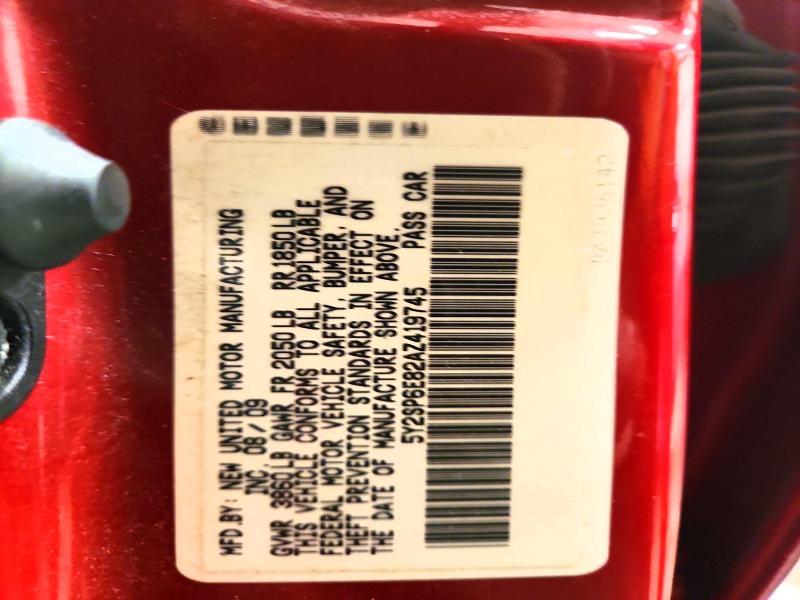 MFD.BY: NEW UNITED MOTOR MANUFACTURING
INC. 08/09
GVWR 3860LB GAWR FR 2050LB RR 1850LB
THIS VEHICLE CONFORMS TO ALL APPLICABLE
FEDERAL MOTOR VEHICLE SAFETY, BUMPER, AND
THEFT PREVENTION STANDARDS IN EFFECT ON
THE DATE OF MANUFACTURE SHOWN ABOVE.
5Y2SP6E82AZ419745 PASS CAR